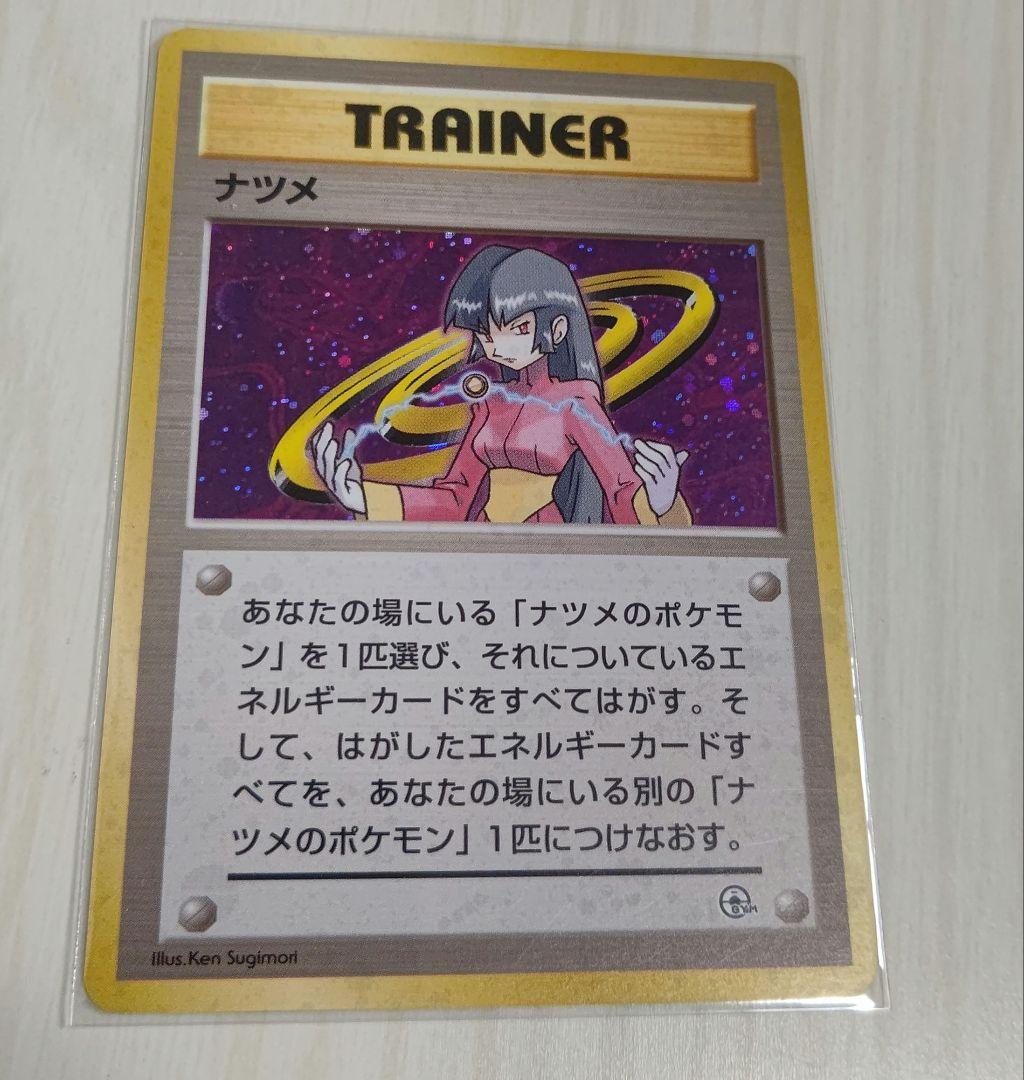 TRAINER
ナツメ
あなたの場にいる「ナツメのポケモ
ン」を1匹選び、それについているエ
ネルギーカードをすべてはがす。そ
して、はがしたエネルギーカードす
べてを、あなたの場にいる別の「ナ
ツメのポケモン」1匹につけなおす。
GYM
Illus.Ken Sugimori